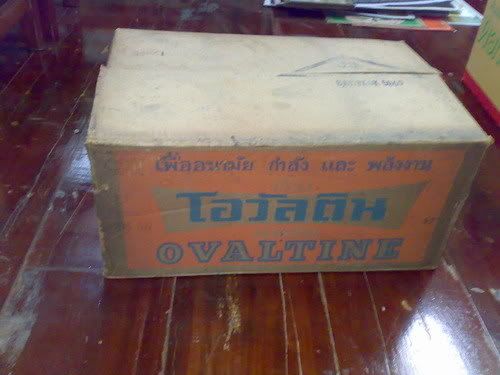 เพื่ออนามัย กำลัง และ พลังงาน
โอวัลติน
OVALTINE